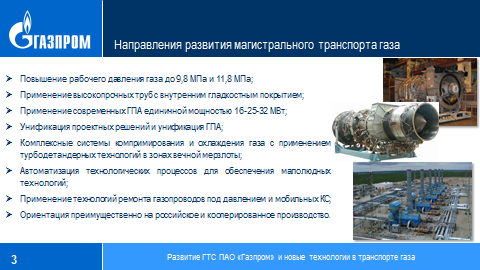 ГАЗПРОМ
Направления развития магистрального транспорта газа
Повышение рабочего давления газа до 9,8 МПа и 11,8 МПа;
Применение высокопрочных труб с внутренним гладкостным покрытием;
Применение современных ГПА единичной мощностью 16-25-32 МВт;
Унификация проектных решений и унификация ГПА;
Комплексные системы компримирования и охлаждения газа с применением
турбодетандерных технологий в зонах вечной мерзлоты;
Автоматизация технологических процессов для обеспечения малолюдных
технологий;
Применение технологий ремонта газопроводов под давлением и мобильных КС;
Ориентация преимущественно на российское и кооперированное производство.
3
Развитие ГТС ПАО «Газпром» и новые технологии в транспорте газа